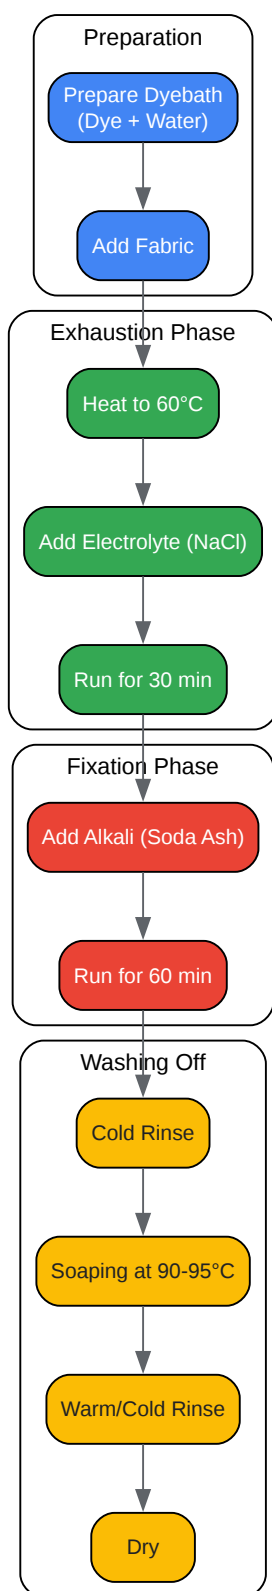 Preparation
Prepare Dyebath
(Dye + Water)
Add Fabric
Exhaustion Phase
Heat to 60°C
Add Electrolyte (NaCl)
Run for 30 min
Fixation Phase
Add Alkali (Soda Ash)
Run for 60 min
Washing Off
Cold Rinse
Soaping at 90-95°C
Warm/Cold Rinse
Dry